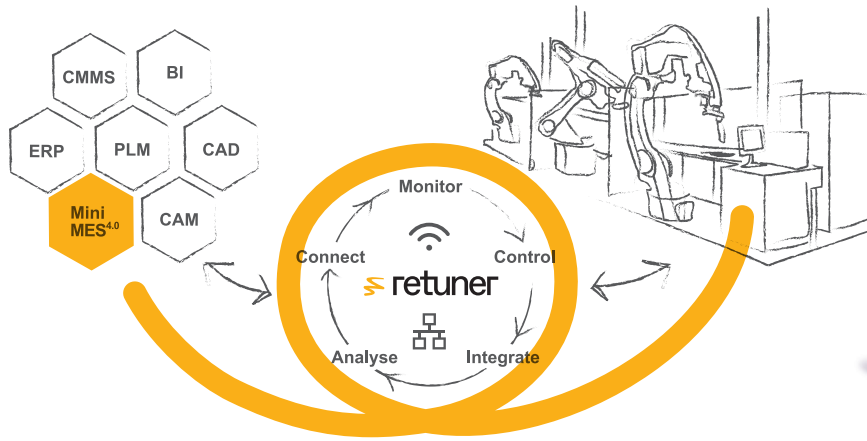 CMMS
BI
ERP
PLM
CAD
Mini
MES4.0
CAM
Monitor
Connect
Control
retuner
Analyse
Integrate